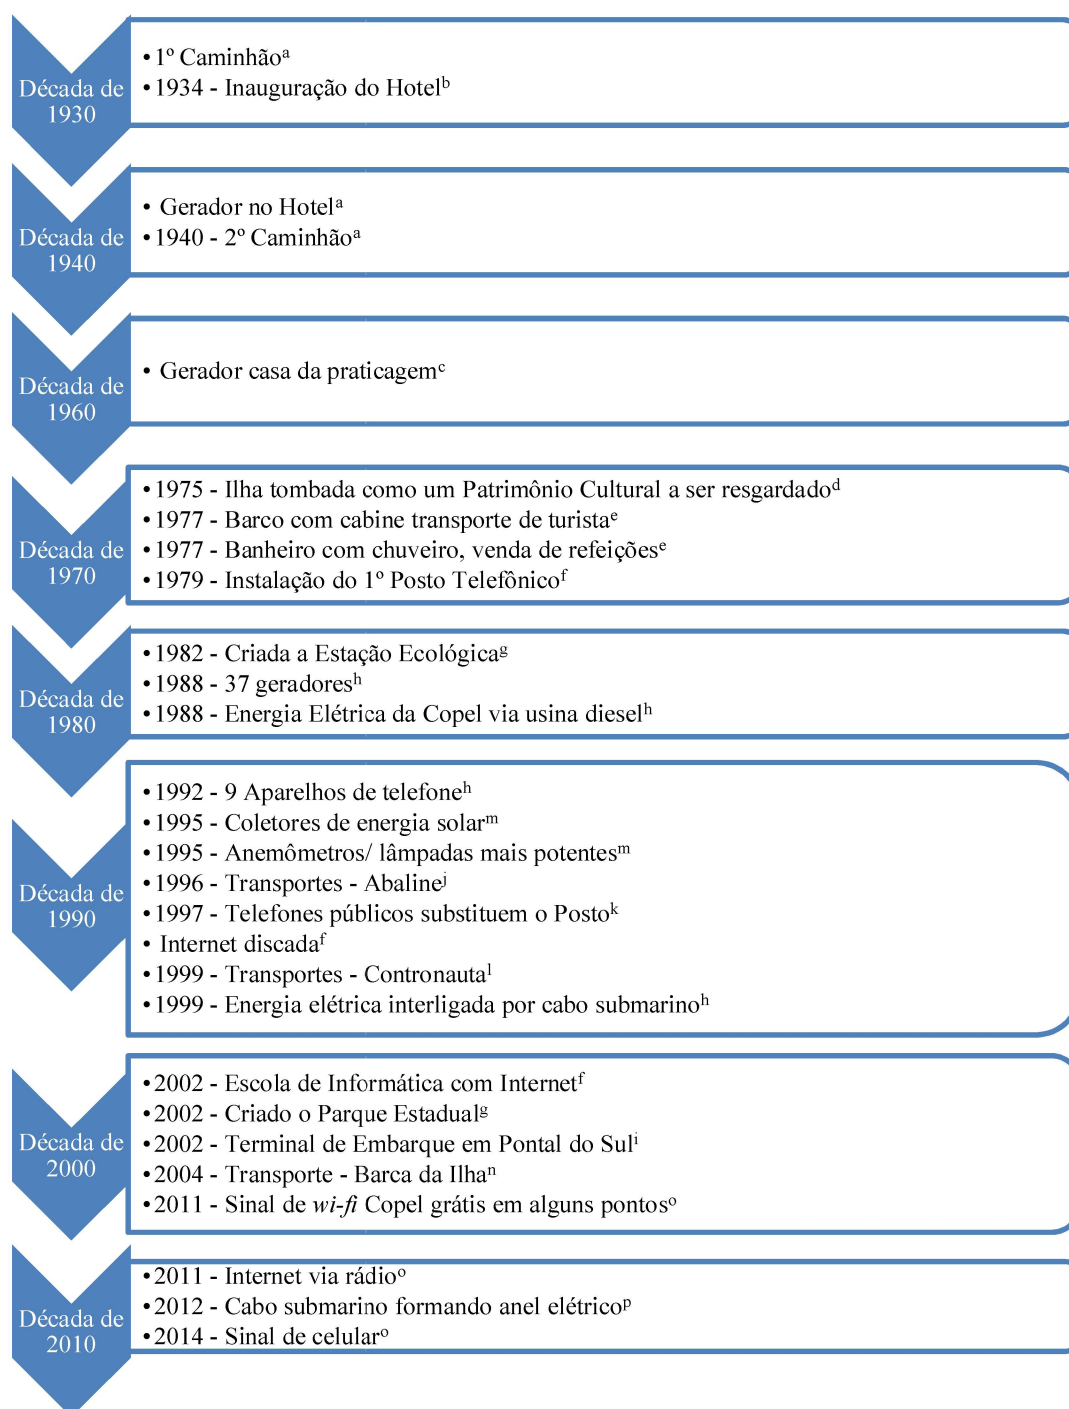 Década de
1930
•1º Caminhãoᵃ
•1934 - Inauguração do Hotelᵇ
Década de
1940
• Gerador no Hotelᵃ
•1940 - 2º Caminhãoᵃ
Década de
1960
• Gerador casa da praticagemᶜ
Década de
1970
•1975 - Ilha tombada como um Patrimônio Cultural a ser resgardadoᵈ
•1977 - Barco com cabine transporte de turistaᵉ
•1977 - Banheiro com chuveiro, venda de refeiçõesᵉ
•1979 - Instalação do 1º Posto Telefônicoᶠ
Década de
1980
•1982 - Criada a Estação Ecológicaᵍ
•1988 - 37 geradoresʰ
•1988 - Energia Elétrica da Copel via usina dieselʰ
Década de
1990
•1992 - 9 Aparelhos de telefoneʰ
•1995 - Coletores de energia solarᵐ
•1995 - Anemômetros/ lâmpadas mais potentesᵐ
•1996 - Transportes - Abalineʲ
•1997 - Telefones públicos substituem o Postoᵏ
• Internet discadaᶠ
•1999 - Transportes - Contronautaˡ
•1999 - Energia elétrica interligada por cabo submarinoʰ
Década de
2000
•2002 - Escola de Informática com Internetᶠ
•2002 - Criado o Parque Estadualᵍ
•2002 - Terminal de Embarque em Pontal do Sulⁱ
•2004 - Transporte - Barca da Ilhaⁿ
•2011 - Sinal de wi-fi Copel grátis em alguns pontosᵒ
Década de
2010
•2011 - Internet via rádioᵒ
•2012 - Cabo submarino formando anel elétricoᵖ
•2014 - Sinal de celularᵒ